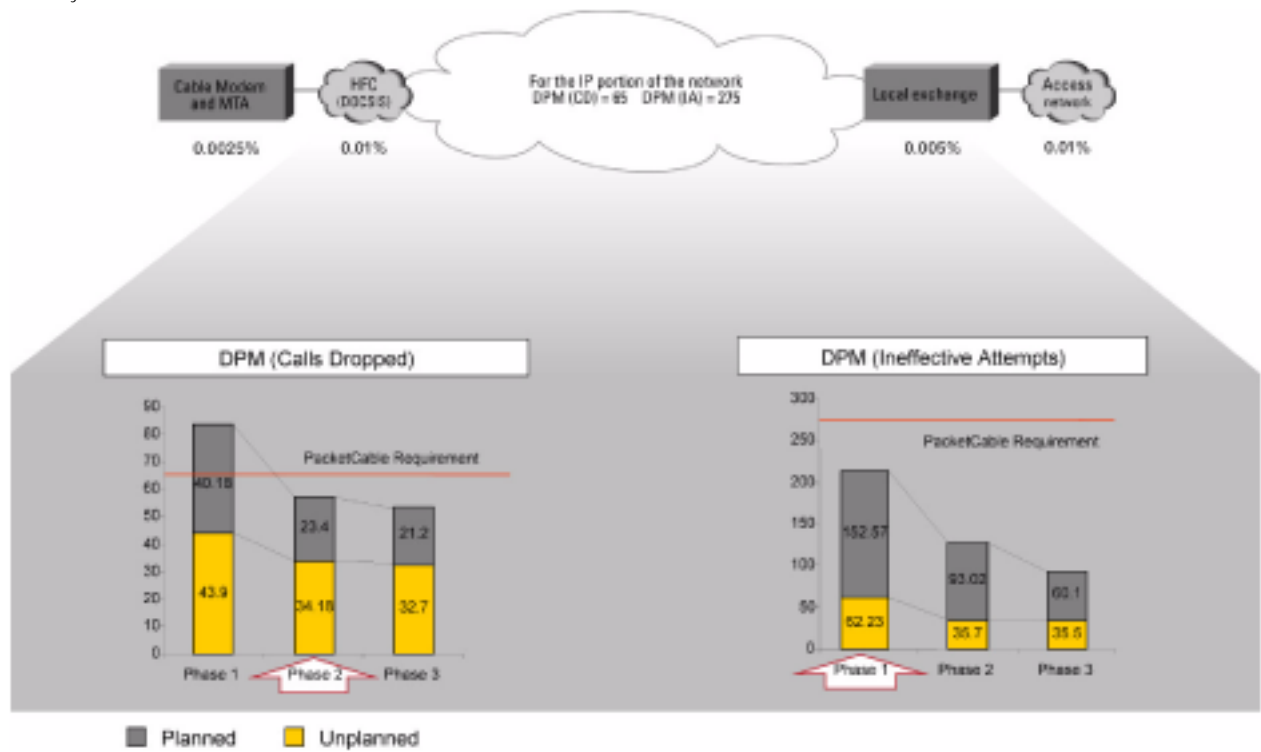 Cable Modem
and MTA
HFC
(DOCSIS)
For the IP portion of the network
DPM (CD) = 65 DPM (IA) = 275
Local exchange
Access
network
0.0025%
0.01%
0.005%
0.01%
DPM (Calls Dropped)
90
80
70
60
50
40
30
20
10
0
PacketCable Requirement
40.18
23.4
21.2
43.9
34.18
32.7
Phase 1
Phase 2
Phase 3
DPM (Ineffective Attempts)
300
250
200
150
100
50
0
PacketCable Requirement
152.57
93.02
60.1
62.23
35.7
35.5
Phase 1
Phase 2
Phase 3
Planned
Unplanned